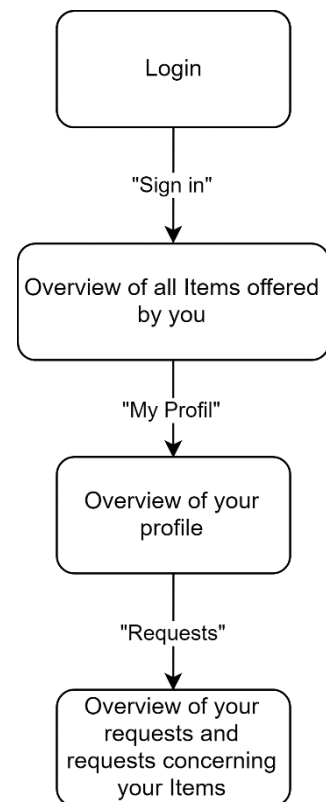 Login
"Sign in"
Overview of all Items offered
by you
"My Profil"
Overview of your
profile
"Requests"
Overview of your
requests and
requests concerning
your Items